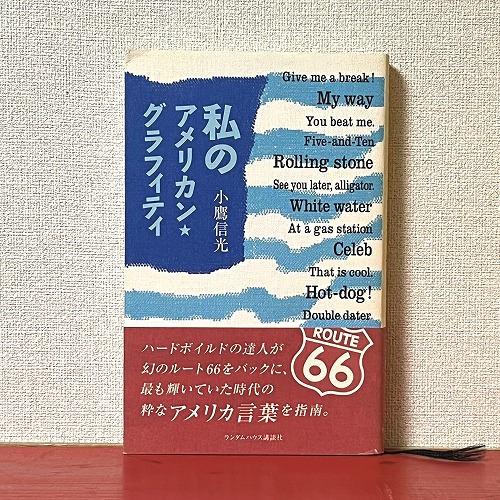 私の
アメリカン★
グラフィティ
小鷹信光
Give me a break!
My way
You beat me.
Five-and-Ten
Rolling stone
See you later, alligator.
White water
At a gas station
Celeb
That is cool.
Hot-dog!
Double dater.
ROUTE
66
ハードボイルドの達人が
幻のルート66をバックに、
最も輝いていた時代の
粋なアメリカ言葉を指南。
ランダムハウス講談社